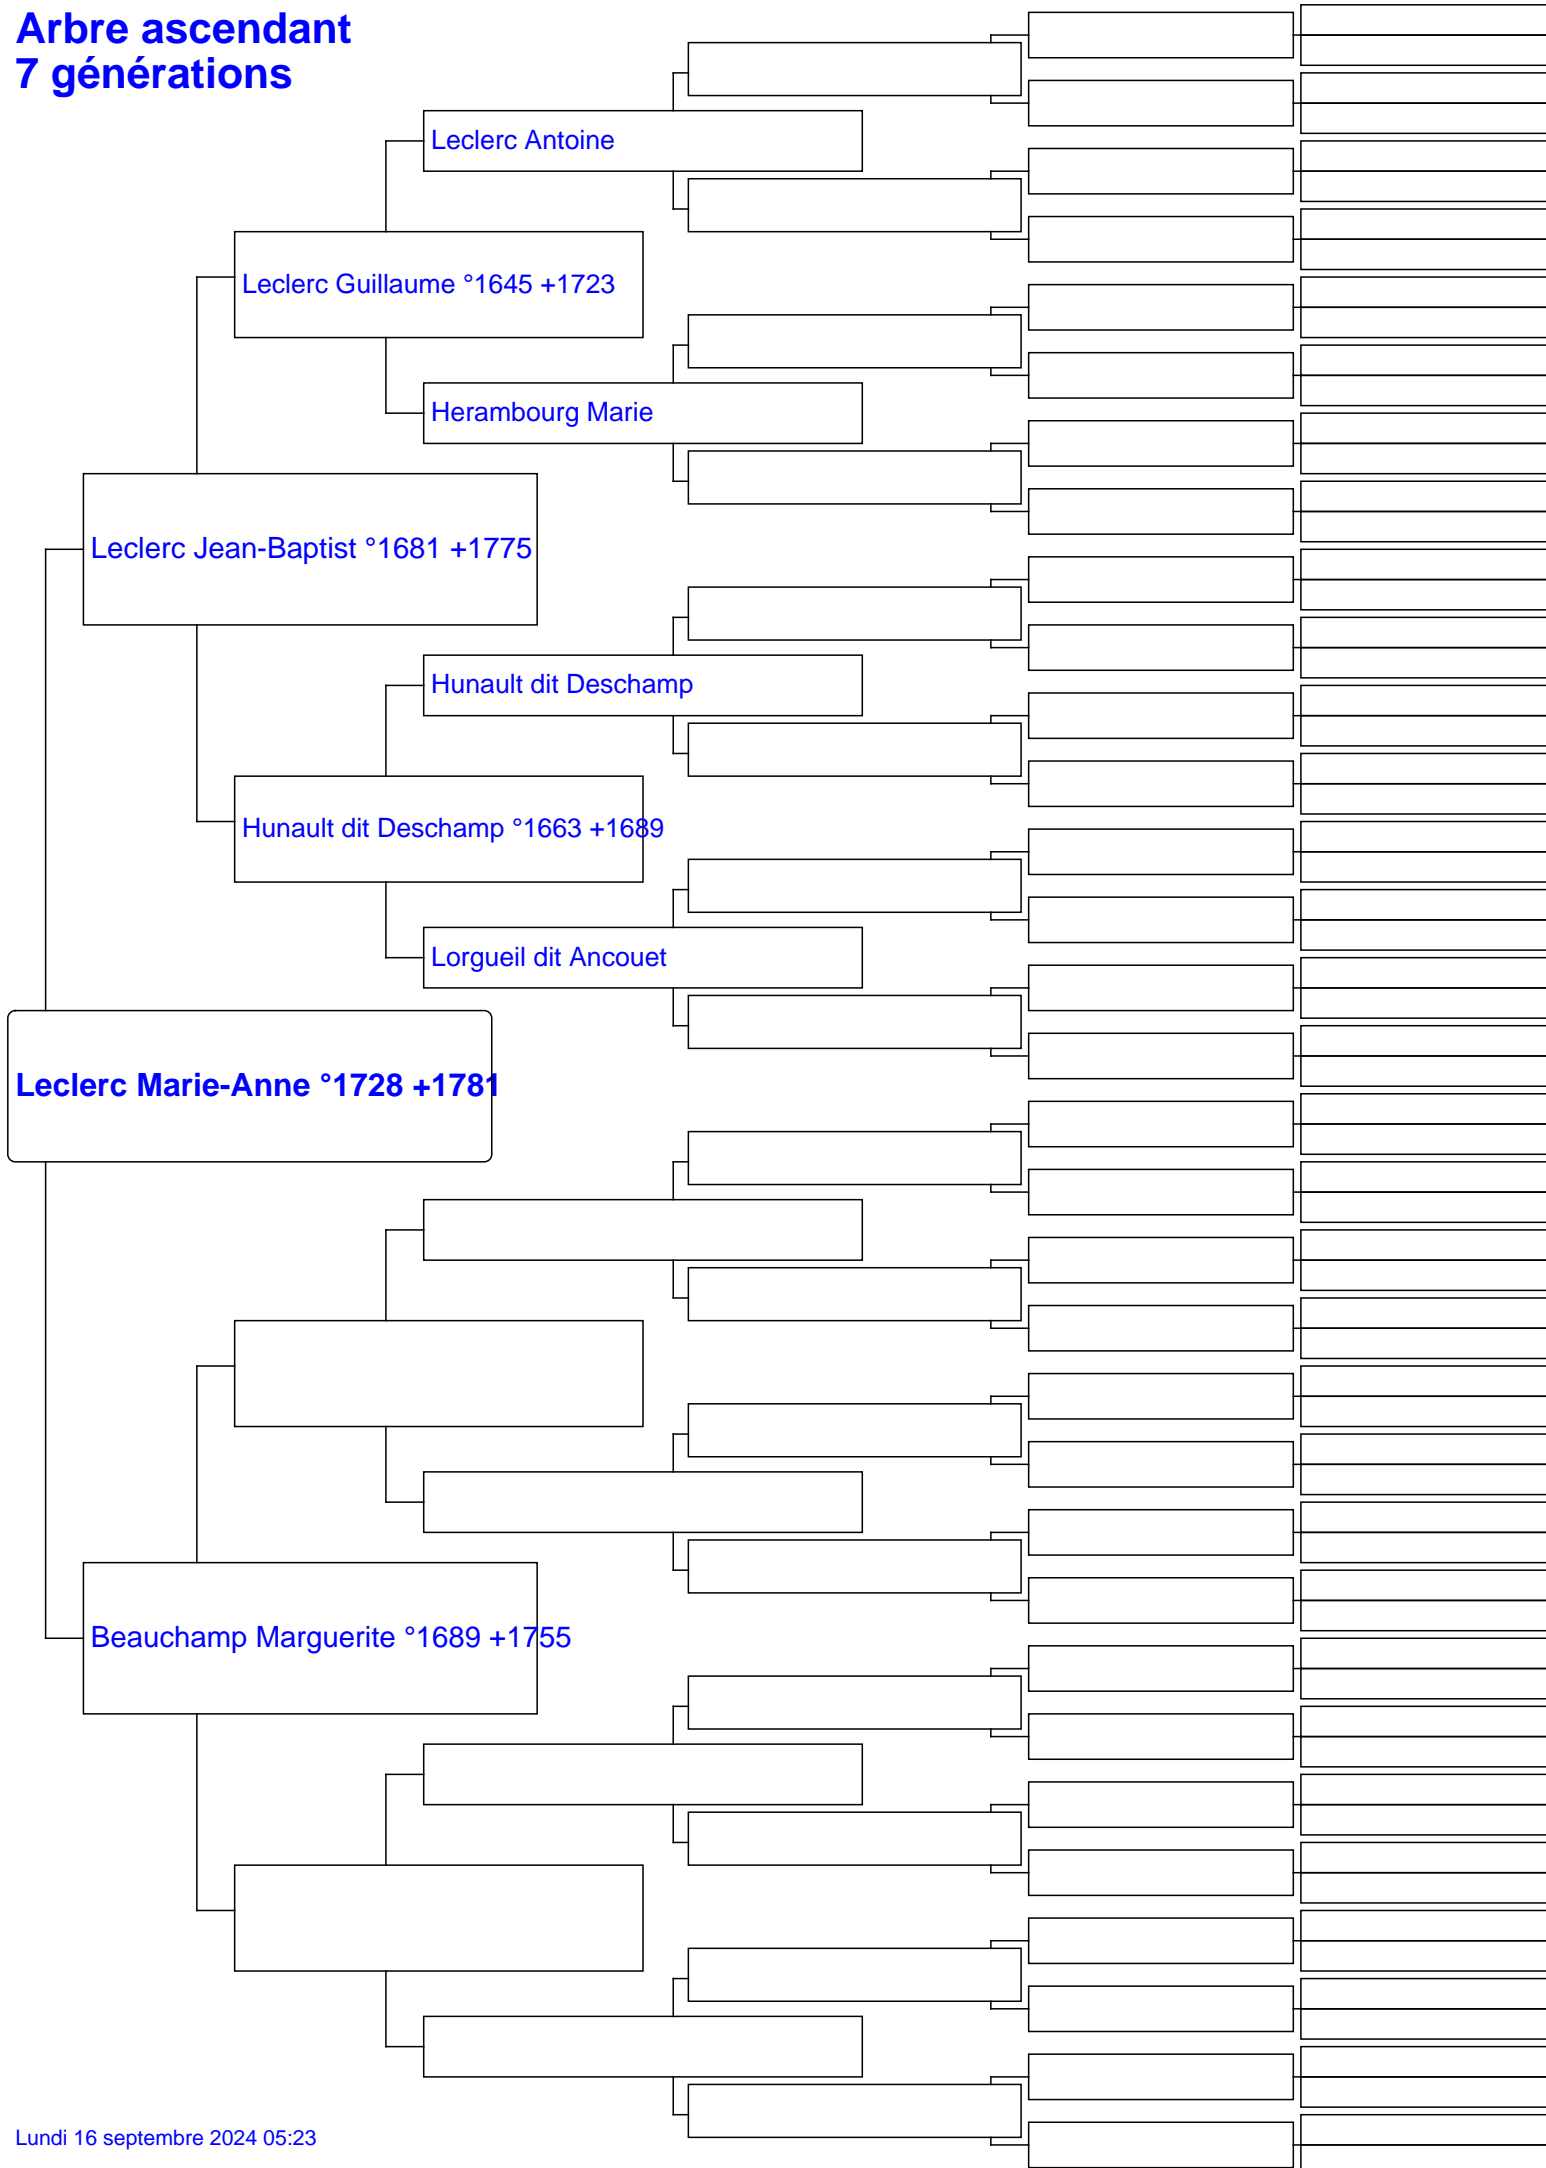 Arbre ascendant
7 générations
Leclerc Antoine
Leclerc Guillaume °1645 +1723
Herambourg Marie
Leclerc Jean-Baptist °1681 +1775
Hunault dit Deschamp
Hunault dit Deschamp °1663 +1689
Lorgueil dit Ancouet
Leclerc Marie-Anne °1728 +1781
Beauchamp Marguerite °1689 +1755
Lundi 16 septembre 2024 05:23